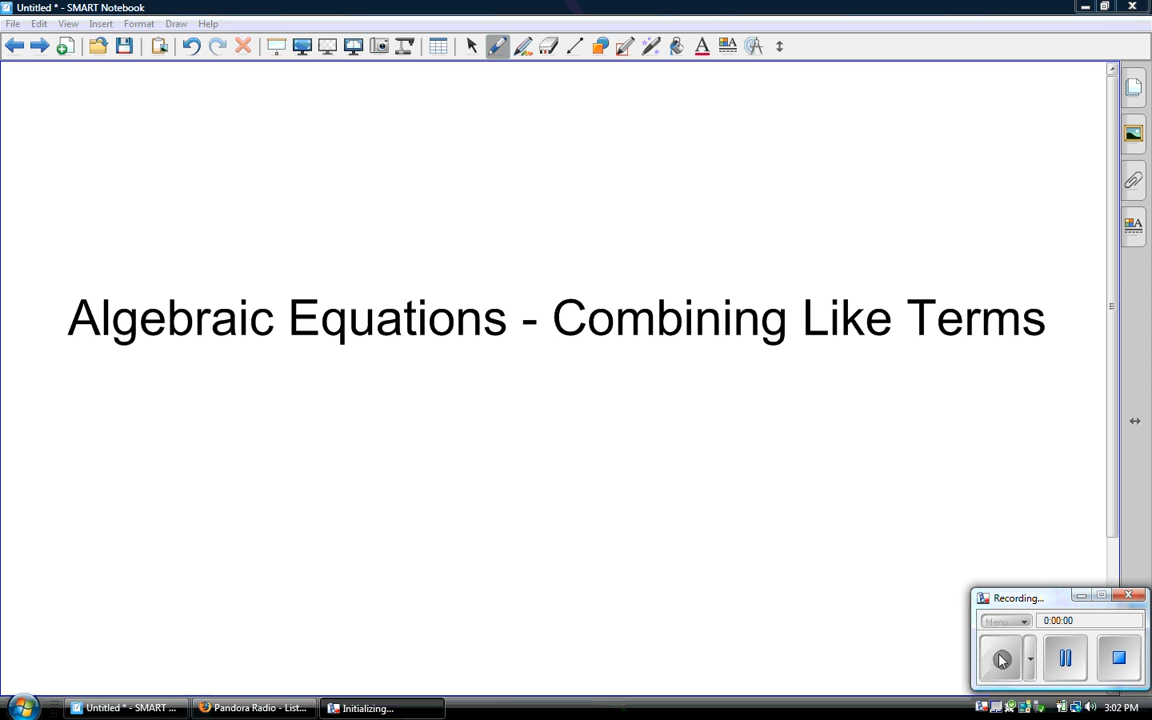 Untitled * - SMART Notebook
File Edit View Insert Format Draw Help
Algebraic Equations - Combining Like Terms
Recording...
Menu 0:00:00
Untitled * - SMART ... Pandora Radio - List... Initializing... 3:02 PM